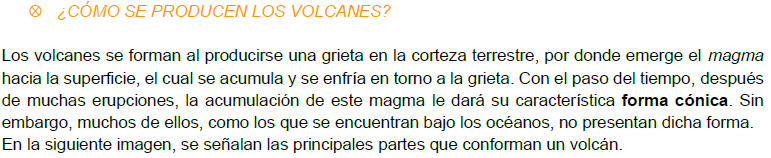 ⊗ ¿CÓMO SE PRODUCEN LOS VOLCANES?
Los volcanes se forman al producirse una grieta en la corteza terrestre, por donde emerge el magma
hacia la superficie, el cual se acumula y se enfría en torno a la grieta. Con el paso del tiempo, después
de muchas erupciones, la acumulación de este magma le dará su característica forma cónica. Sin
embargo, muchos de ellos, como los que se encuentran bajo los océanos, no presentan dicha forma.
En la siguiente imagen, se señalan las principales partes que conforman un volcán.